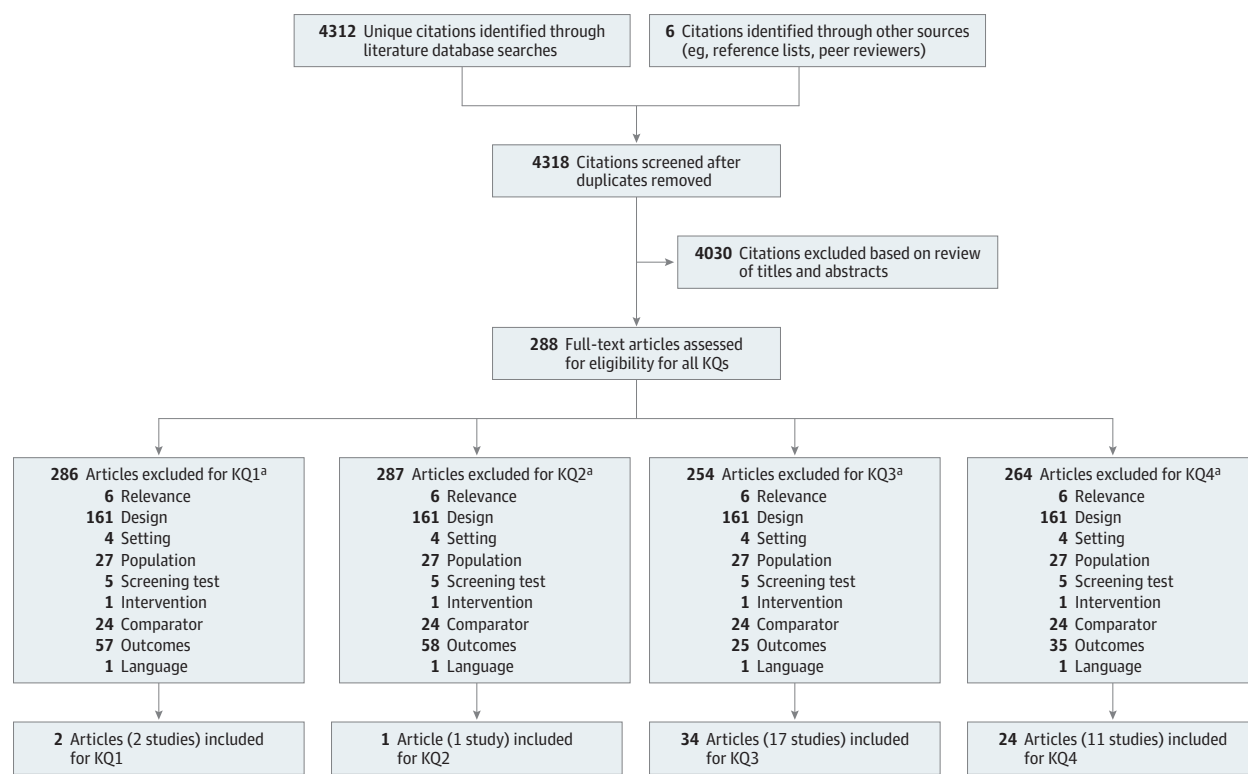 4312 Unique citations identified through
literature database searches
6 Citations identified through other sources
(eg, reference lists, peer reviewers)
4318 Citations screened after
duplicates removed
4030 Citations excluded based on review
of titles and abstracts
288 Full-text articles assessed
for eligibility for all KQs
286 Articles excluded for KQ1a
6 Relevance
161 Design
4 Setting
27 Population
5 Screening test
1 Intervention
24 Comparator
57 Outcomes
1 Language
287 Articles excluded for KQ2a
6 Relevance
161 Design
4 Setting
27 Population
5 Screening test
1 Intervention
24 Comparator
58 Outcomes
1 Language
254 Articles excluded for KQ3a
6 Relevance
161 Design
4 Setting
27 Population
5 Screening test
1 Intervention
24 Comparator
25 Outcomes
1 Language
264 Articles excluded for KQ4a
6 Relevance
161 Design
4 Setting
27 Population
5 Screening test
1 Intervention
24 Comparator
35 Outcomes
1 Language
2 Articles (2 studies) included
for KQ1
1 Article (1 study) included
for KQ2
34 Articles (17 studies) included
for KQ3
24 Articles (11 studies) included
for KQ4